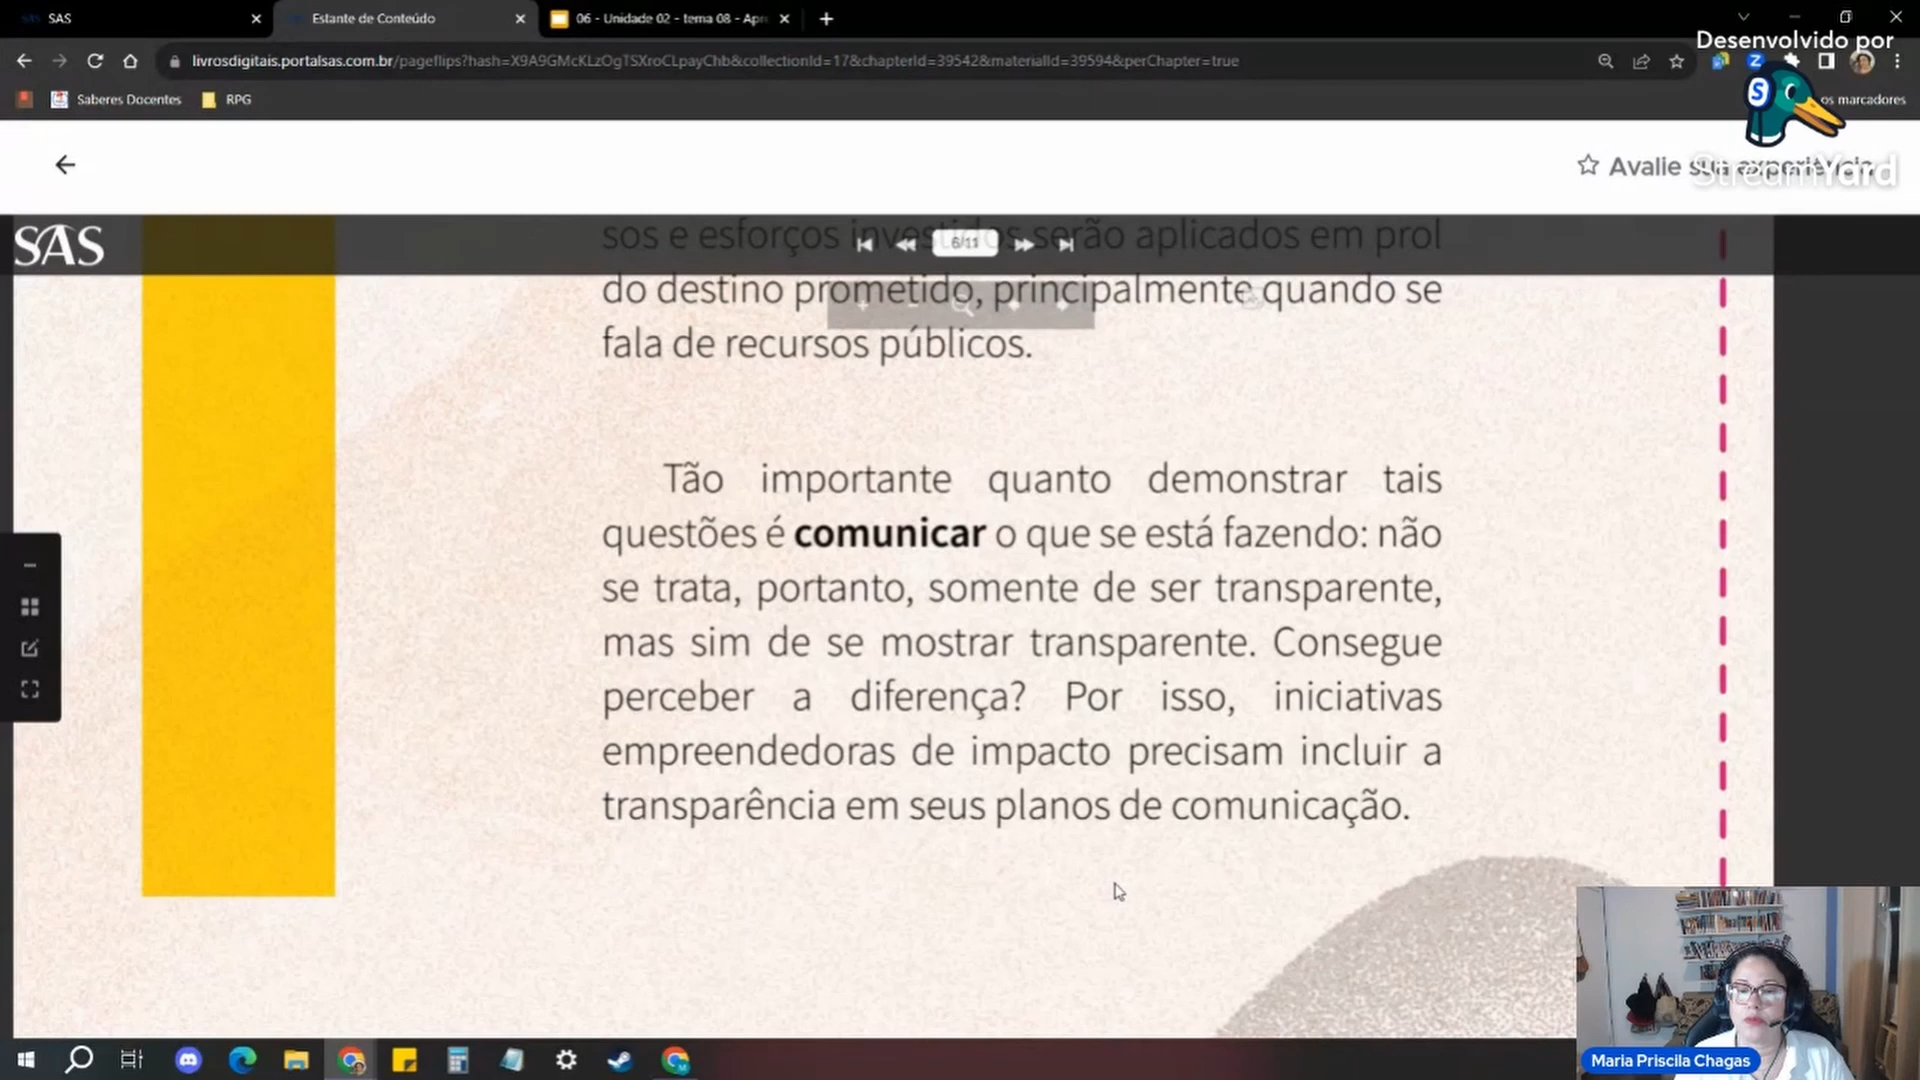 SAS
Estante de Conteúdo
06 - Unidade 02 - tema 08 - Apr
Desenvolvido por
livrosdigitais.portalsas.com.br/pageflips?hash=X9A9GMcKLzOgTSXroCLpayChb&collectionId=17&chapterId=39542&materialId=39594&perChapter=true
Saberes Docentes
RPG
os marcadores
Avalie sua experiência
StreamYard
SAS
6/11
sos e esforços investidos serão aplicados em prol
do destino prometido, principalmente quando se
fala de recursos públicos.
Tão importante quanto demonstrar tais
questões é comunicar o que se está fazendo: não
se trata, portanto, somente de ser transparente,
mas sim de se mostrar transparente. Consegue
perceber a diferença? Por isso, iniciativas
empreendedoras de impacto precisam incluir a
transparência em seus planos de comunicação.
Maria Priscila Chagas